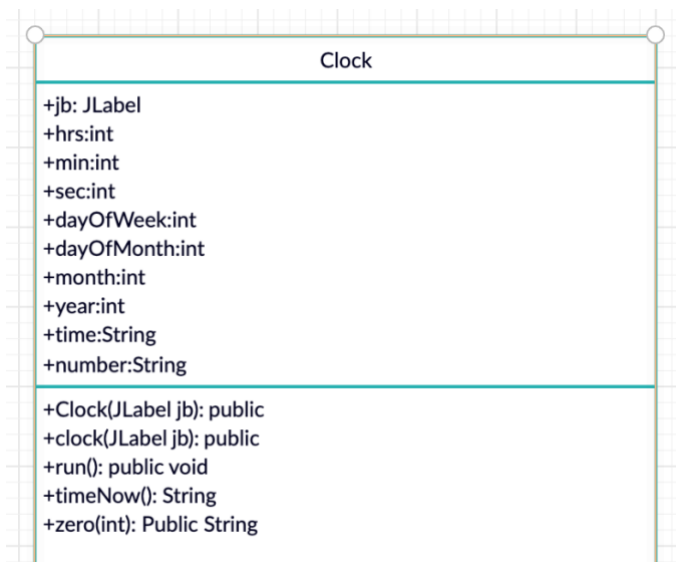 Clock
+jb: JLabel
+hrs:int
+min:int
+sec:int
+dayOfWeek:int
+dayOfMonth:int
+month:int
+year:int
+time:String
+number:String
+Clock(JLabel jb): public
+clock(JLabel jb): public
+run(): public void
+timeNow(): String
+zero(int): Public String